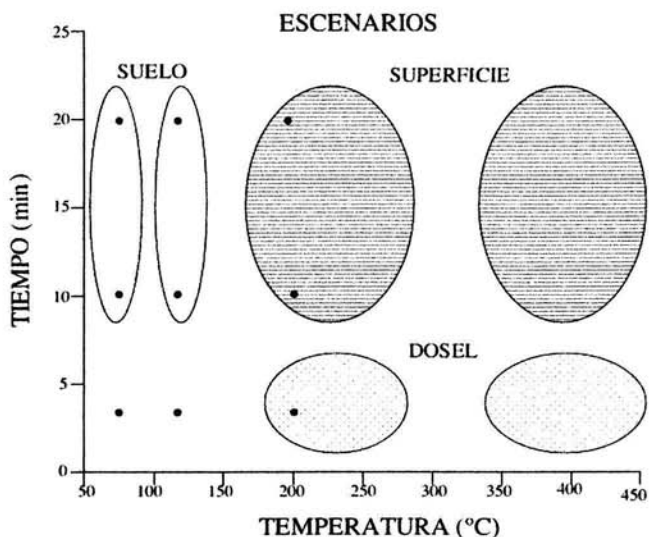 ESCENARIOS
SUELO
SUPERFICIE
DOSEL
25
20
15
10
5
0
TIEMPO (min)
50 100 150 200 250 300 350 400 450
TEMPERATURA (ºC)